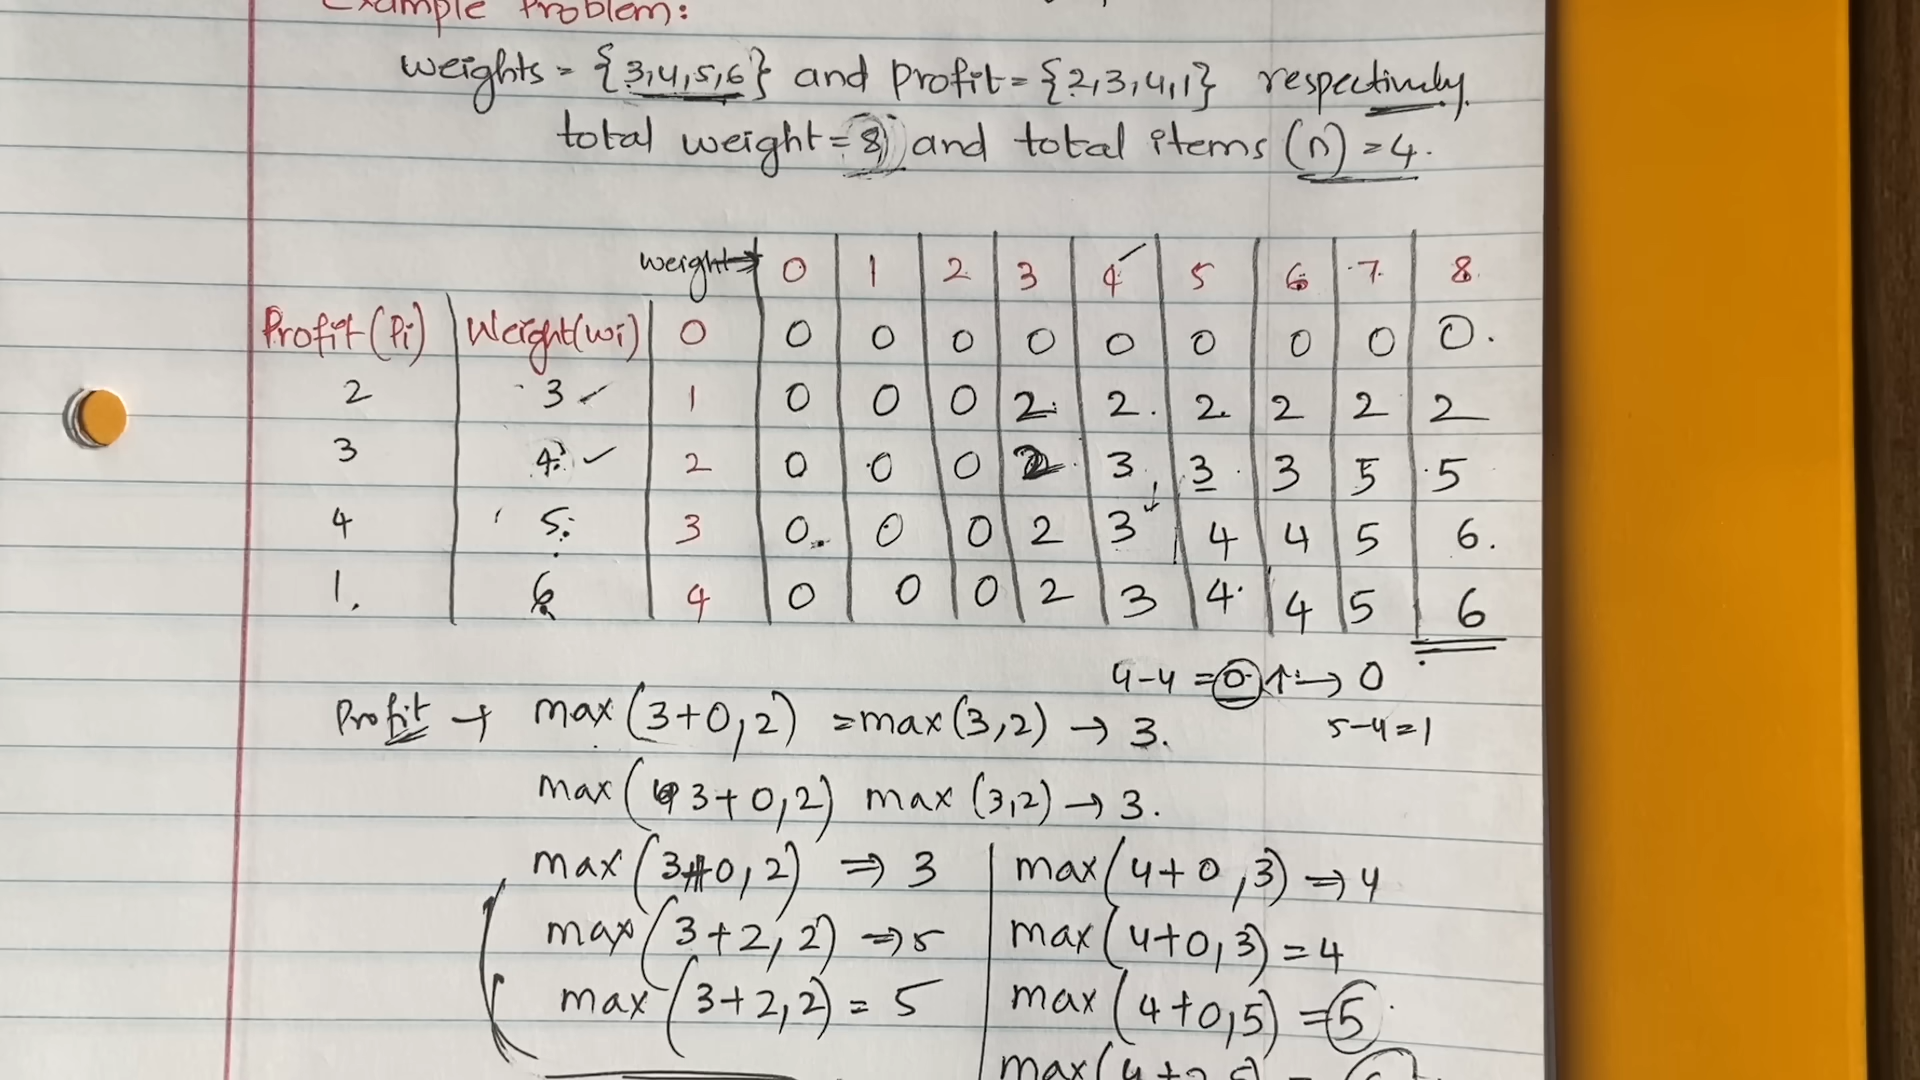 Example Problem:
weights = {3,4,5,6} and Profit = {2,3,4,1} respectively.
total weight = 8 and total items (n) = 4.
weight → 0 1 2 3 4 5 6 7 8
Profit (Pi) Weight(wi) 0 0 0 0 0 0 0 0 0 0.
2 3 ✓ 1 0 0 0 2 2 2 2 2 2
3 4 ✓ 2 0 0 0 2 3 3 3 5 5
4 5 3 0 0 0 2 3 4 4 5 6.
1. 6 4 0 0 0 2 3 4 4 5 6
4-4 = 0 ↑ → 0
5-4=1
Profit → max(3+0,2) = max(3,2) → 3.
max(3+0,2) max(3,2) → 3.
max(3+0,2) ⇒ 3
max(3+2,2) ⇒ 5
max(3+2,2) = 5
max(4+0,3) ⇒ 4
max(4+0,3) = 4
max(4+0,5) = 5